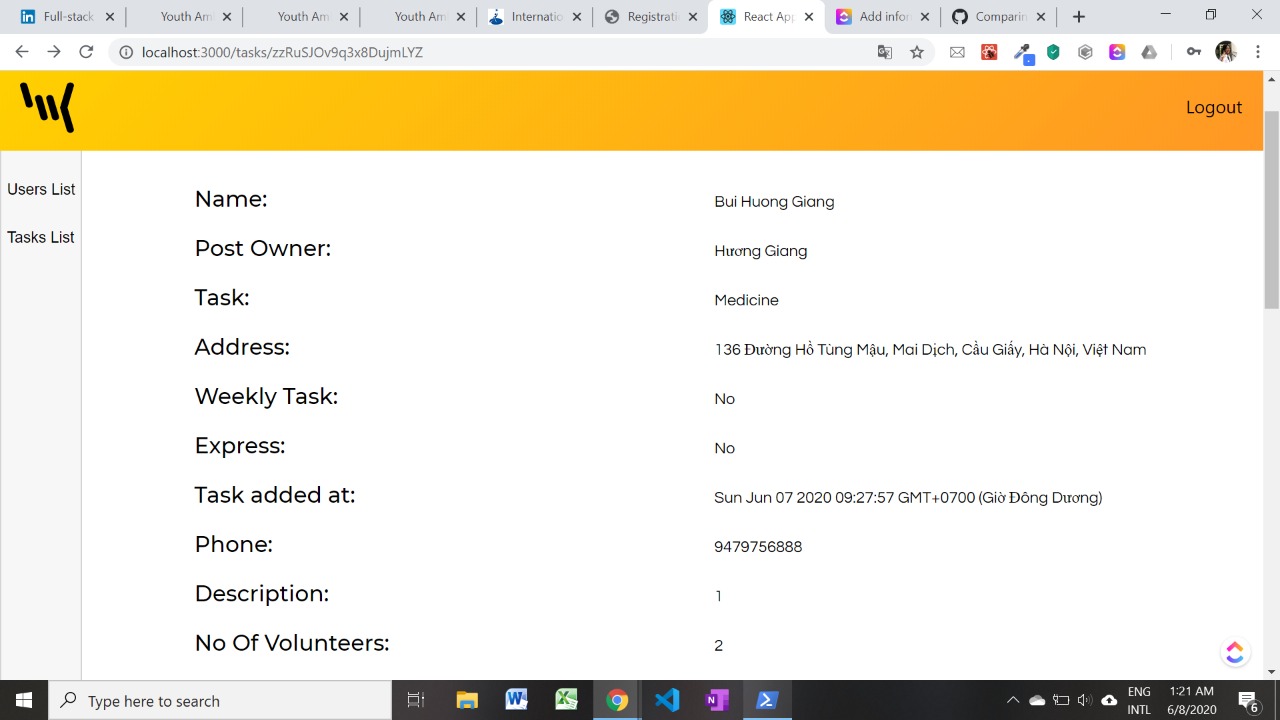 Full-stack
Youth Am
Youth Am
Youth Am
Internatio
Registrati
React App
Add infor
Comparin
localhost:3000/tasks/zzRuSJOv9q3x8DujmLYZ
Logout
Users List
Tasks List
Name: Bui Huong Giang
Post Owner: Hương Giang
Task: Medicine
Address: 136 Đường Hồ Tùng Mậu, Mai Dịch, Cầu Giấy, Hà Nội, Việt Nam
Weekly Task: No
Express: No
Task added at: Sun Jun 07 2020 09:27:57 GMT+0700 (Giờ Đông Dương)
Phone: 9479756888
Description: 1
No Of Volunteers: 2
Type here to search
ENG
INTL
1:21 AM
6/8/2020
6